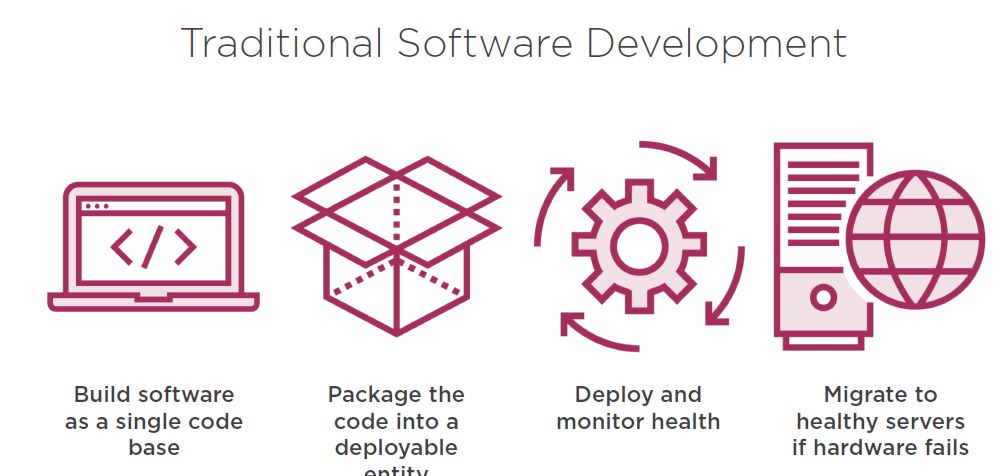 Traditional Software Development
Build software
as a single code
base
Package the
code into a
deployable
entity
Deploy and
monitor health
Migrate to
healthy servers
if hardware fails